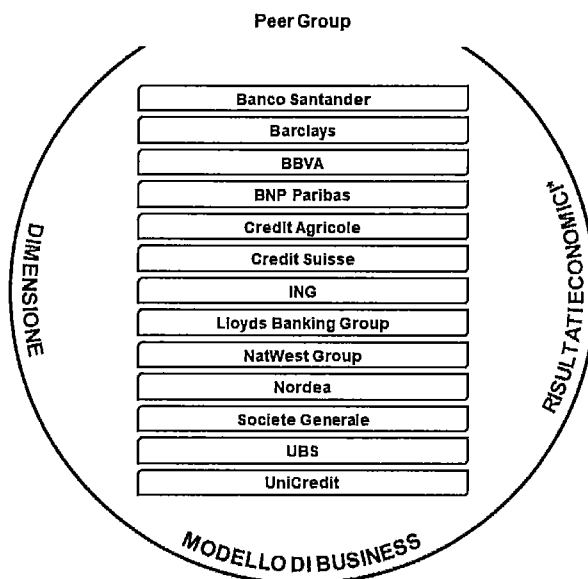 Peer Group
Banco Santander
Barclays
BBVA
BNP Paribas
Credit Agricole
Credit Suisse
ING
Lloyds Banking Group
NatWest Group
Nordea
Societe Generale
UBS
UniCredit
DIMENSIONE
RISULTATI ECONOMICI*
MODELLO DI BUSINESS